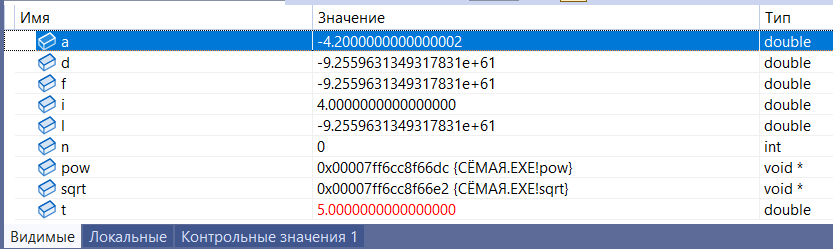 Имя Значение Тип
a -4.2000000000000002 double
d -9.2559631349317831e+61 double
f -9.2559631349317831e+61 double
i 4.0000000000000000 double
l -9.2559631349317831e+61 double
n 0 int
pow 0x00007ff6cc8f66dc {СЁМАЯ.EXE!pow} void *
sqrt 0x00007ff6cc8f66e2 {СЁМАЯ.EXE!sqrt} void *
t 5.0000000000000000 double
Видимые Локальные Контрольные значения 1